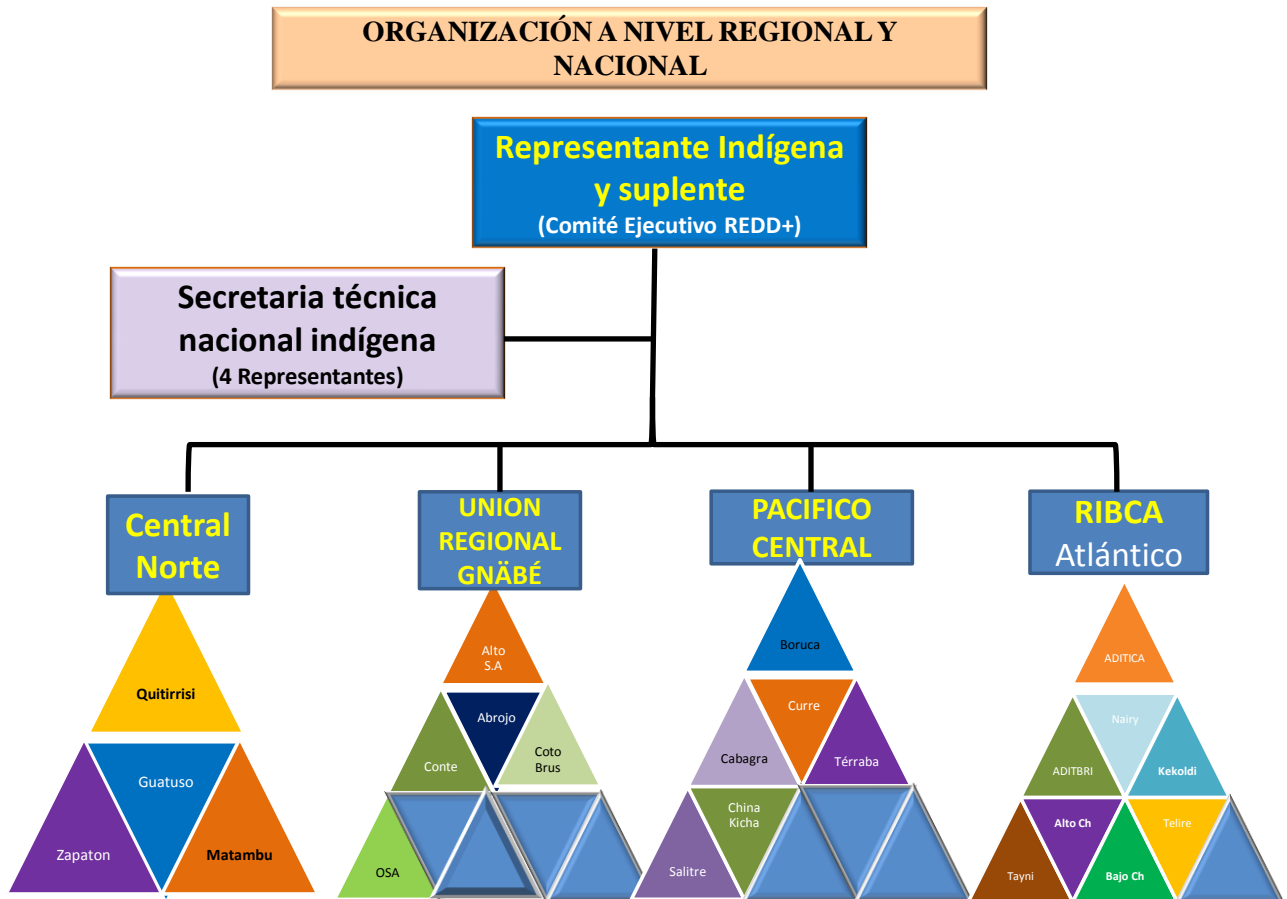 ORGANIZACIÓN A NIVEL REGIONAL Y
NACIONAL
Representante Indígena
y suplente
(Comité Ejecutivo REDD+)
Secretaria técnica
nacional indígena
(4 Representantes)
Central
Norte
Quitirrisi
Guatuso
Zapaton
Matambu
UNION
REGIONAL
GNÄBÉ
Alto
S.A
Abrojo
Conte
Coto
Brus
OSA
PACIFICO
CENTRAL
Boruca
Curre
Cabagra
Térraba
China
Kicha
Salitre
RIBCA
Atlántico
ADITICA
Nairy
ADITBRI
Kekoldi
Alto Ch
Telire
Tayni
Bajo Ch